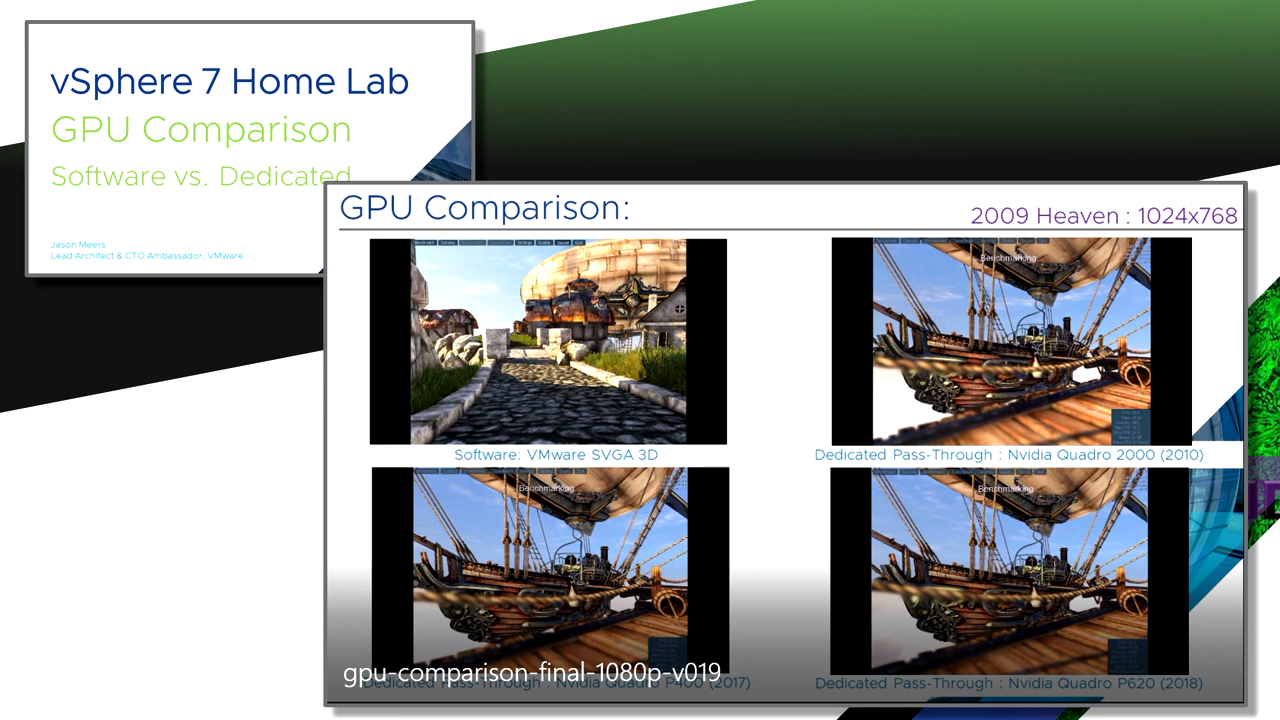 vSphere 7 Home Lab
GPU Comparison
Software vs. Dedicated
Jason Meers
Lead Architect & CTO Ambassador, VMware
GPU Comparison:
2009 Heaven : 1024x768
Benchmarking...
Software: VMware SVGA 3D
Dedicated Pass-Through : Nvidia Quadro 2000 (2010)
Benchmarking...
Benchmarking...
gpu-comparison-final-1080p-v019
Dedicated Pass-Through : Nvidia Quadro P400 (2017)
Dedicated Pass-Through : Nvidia Quadro P620 (2018)